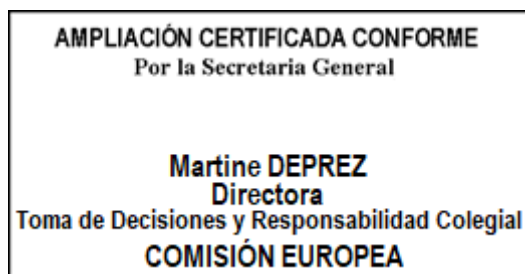 AMPLIACIÓN CERTIFICADA CONFORME
Por la Secretaria General
Martine DEPREZ
Directora
Toma de Decisiones y Responsabilidad Colegial
COMISIÓN EUROPEA